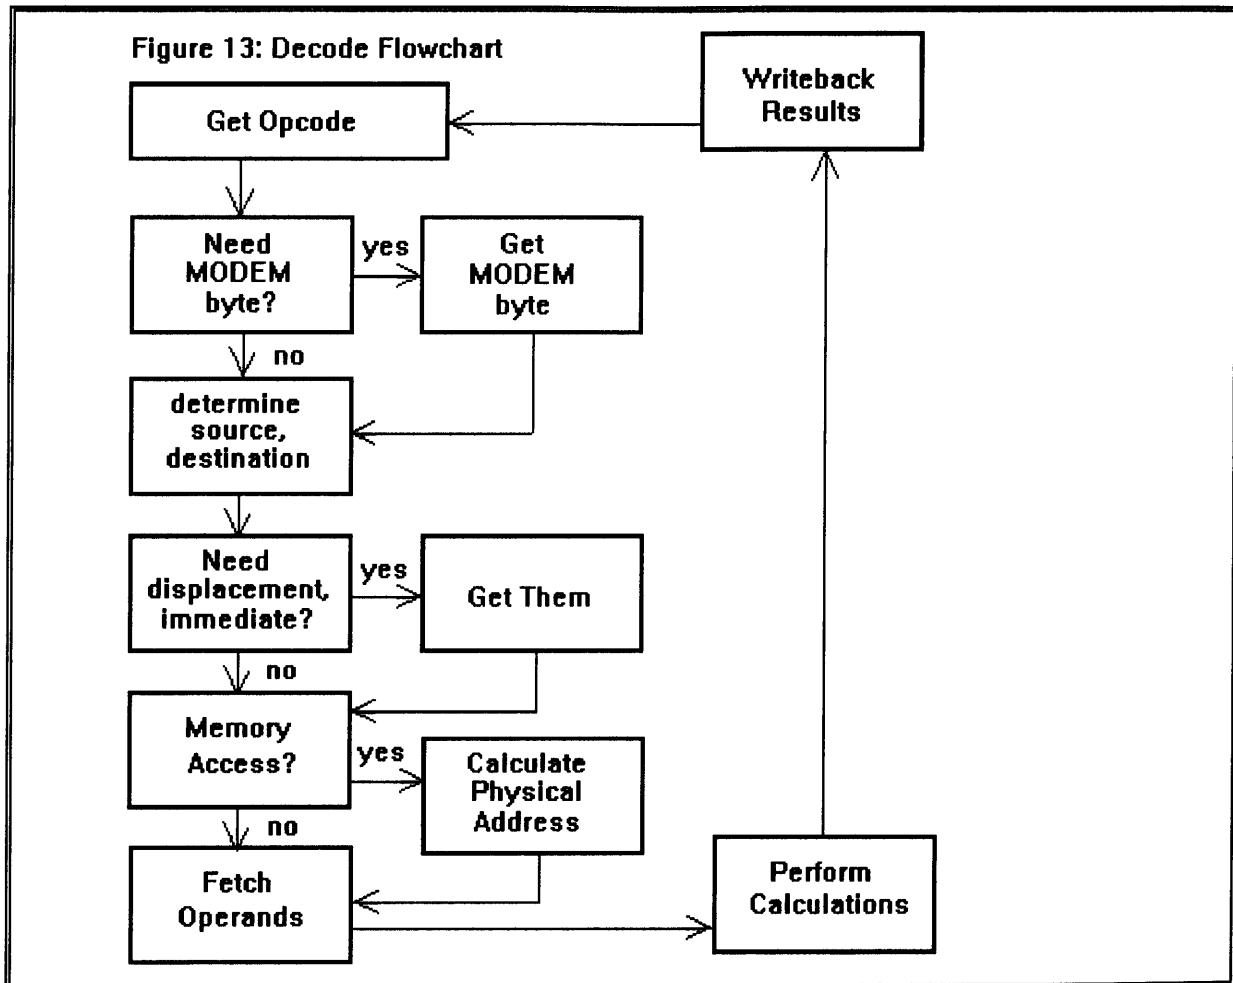 Figure 13: Decode Flowchart
Writeback
Results
Get Opcode
Need
MODEM
byte?
yes
Get
MODEM
byte
no
determine
source,
destination
Need
displacement,
immediate?
yes
Get Them
no
Memory
Access?
yes
Calculate
Physical
Address
no
Fetch
Operands
Perform
Calculations